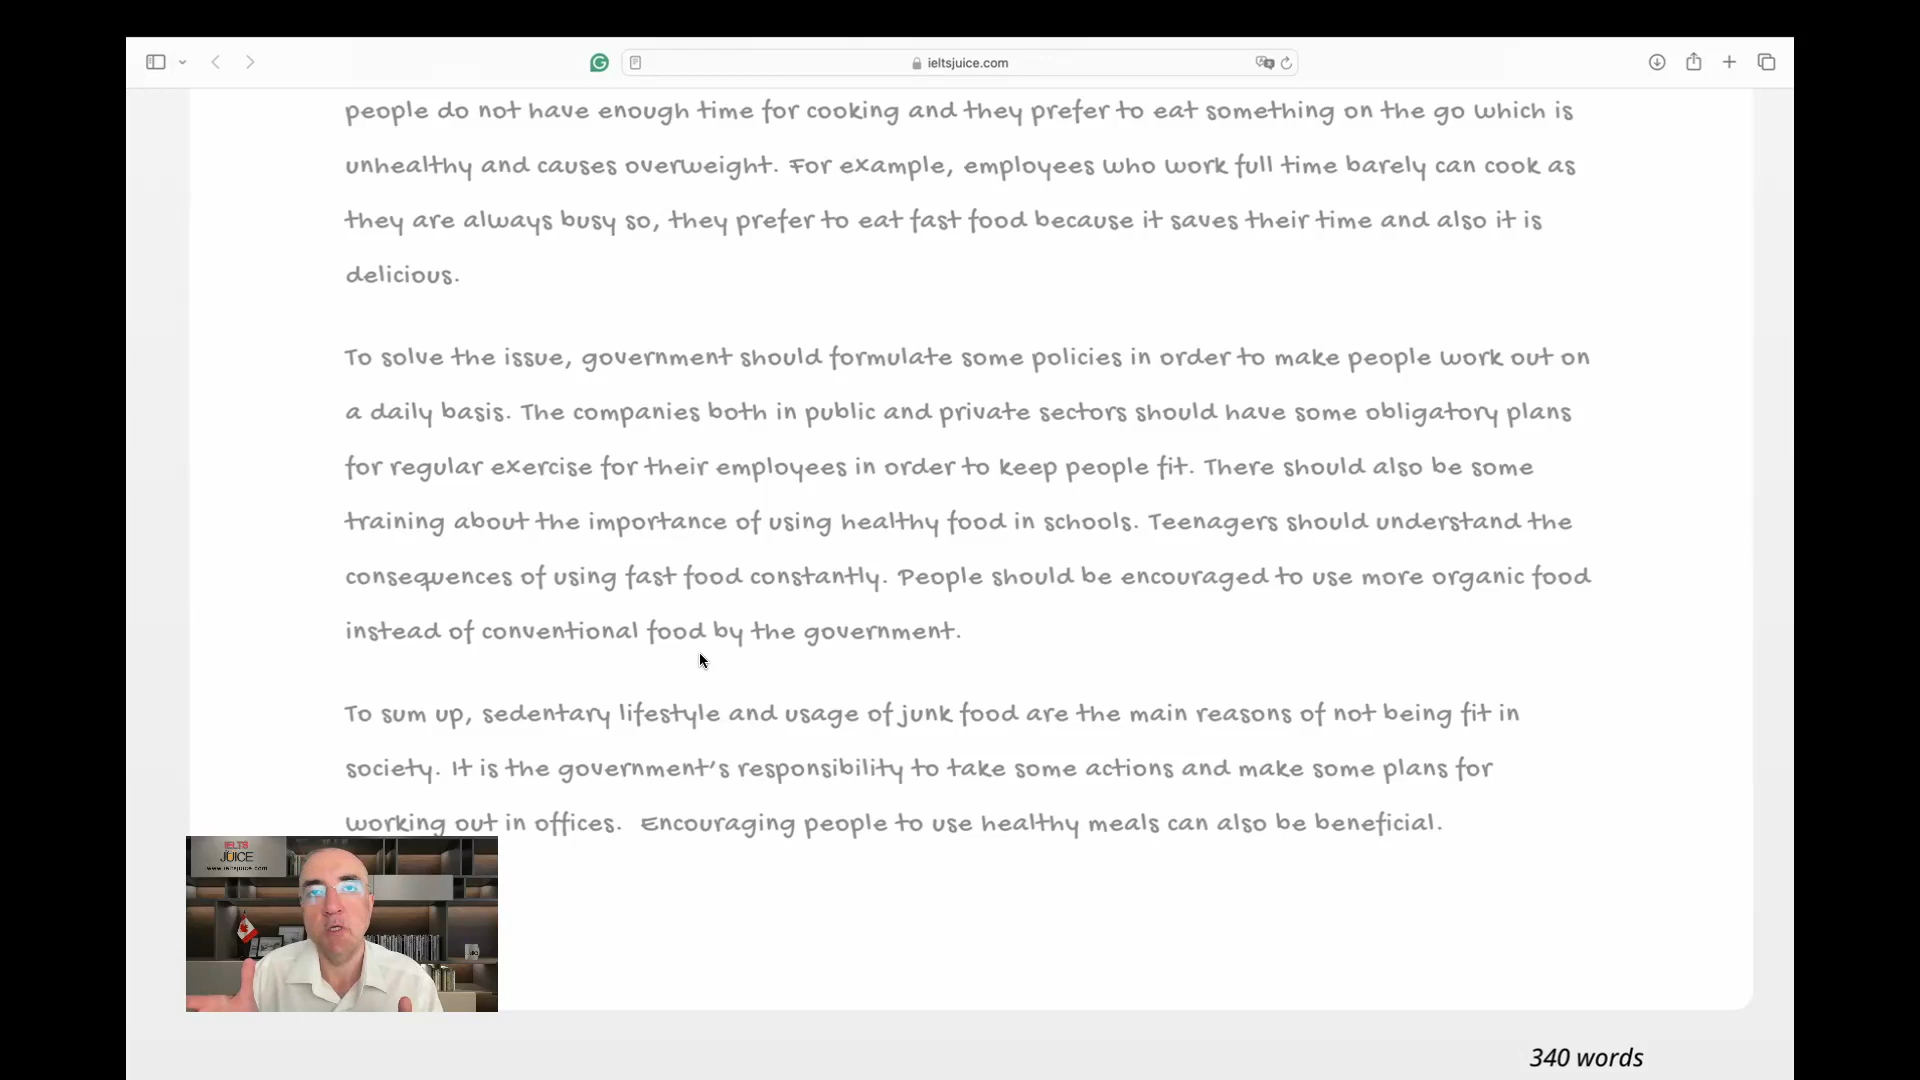 ieltsjuice.com
people do not have enough time for cooking and they prefer to eat something on the go which is
unhealthy and causes overweight. For example, employees who work full time barely can cook as
they are always busy so, they prefer to eat fast food because it saves their time and also it is
delicious.
To solve the issue, government should formulate some policies in order to make people work out on
a daily basis. The companies both in public and private sectors should have some obligatory plans
for regular exercise for their employees in order to keep people fit. There should also be some
training about the importance of using healthy food in schools. Teenagers should understand the
consequences of using fast food constantly. People should be encouraged to use more organic food
instead of conventional food by the government.
To sum up, sedentary lifestyle and usage of junk food are the main reasons of not being fit in
society. It is the government's responsibility to take some actions and make some plans for
working out in offices. Encouraging people to use healthy meals can also be beneficial.
IELTS
JUICE
www.ieltsjuice.com
340 words